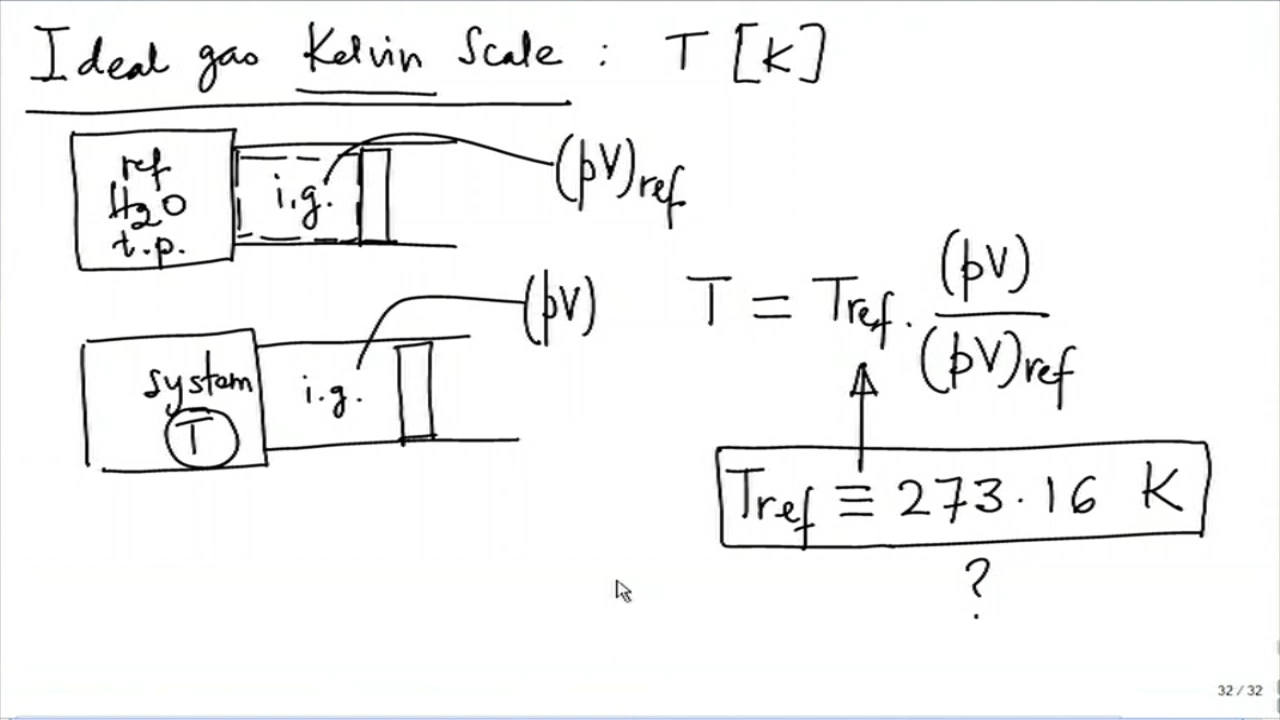 Ideal gas Kelvin Scale : T [K]
ref
H2O
t.p.
i.g.
(pV)ref
system
T
i.g.
(pV)
T = Tref. (pV)
(pV)ref
Tref ≡ 273.16 K
?
32 / 32